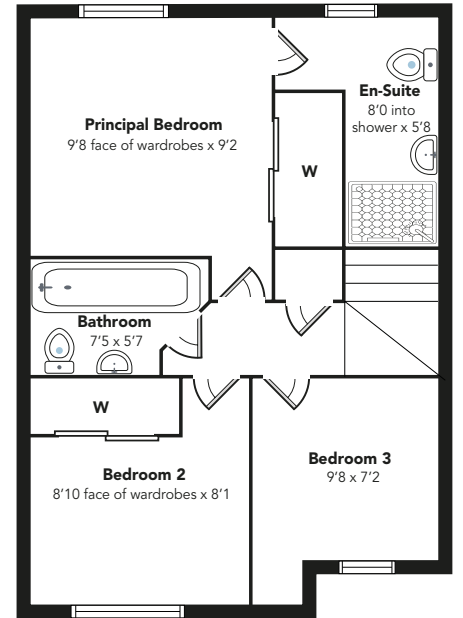 Principal Bedroom
9’8 face of wardrobes x 9’2
En-Suite
8’0 into
shower x 5’8
W
Bathroom
7’5 x 5’7
W
Bedroom 2
8’10 face of wardrobes x 8’1
Bedroom 3
9’8 x 7’2